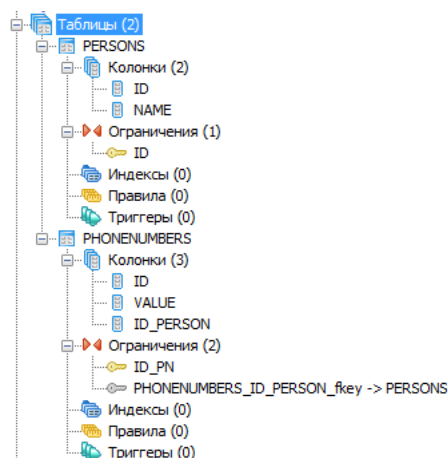 Таблицы (2)
PERSONS
Колонки (2)
ID
NAME
Ограничения (1)
ID
Индексы (0)
Правила (0)
Триггеры (0)
PHONENUMBERS
Колонки (3)
ID
VALUE
ID_PERSON
Ограничения (2)
ID_PN
PHONENUMBERS_ID_PERSON_fkey -> PERSONS
Индексы (0)
Правила (0)
Триггеры (0)